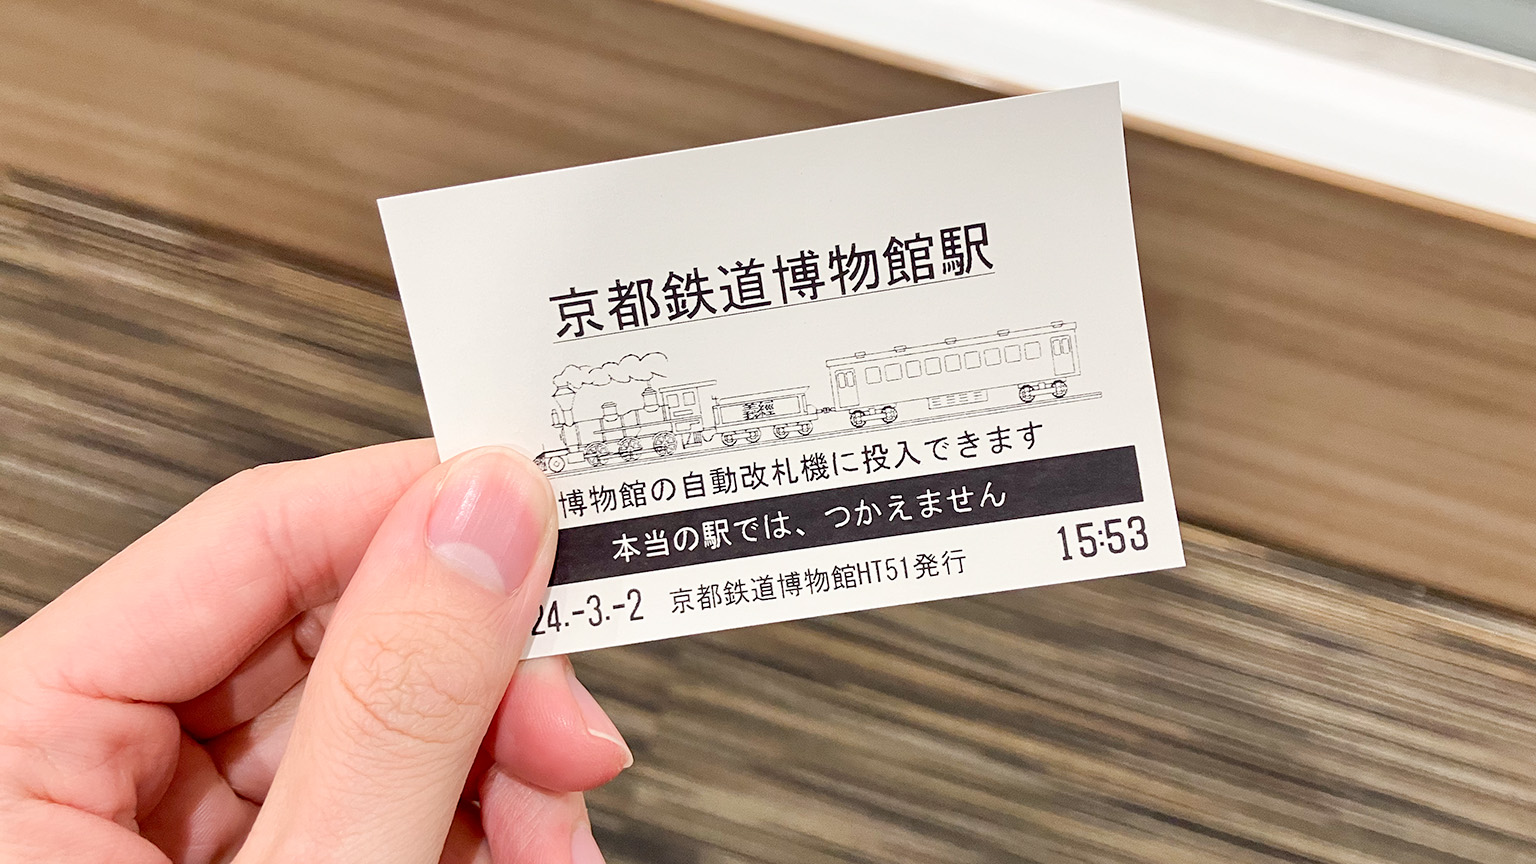 京都鉄道博物館駅
義經
博物館の自動改札機に投入できます
本当の駅では、つかえません
24.-3.-2 京都鉄道博物館HT51発行 15:53